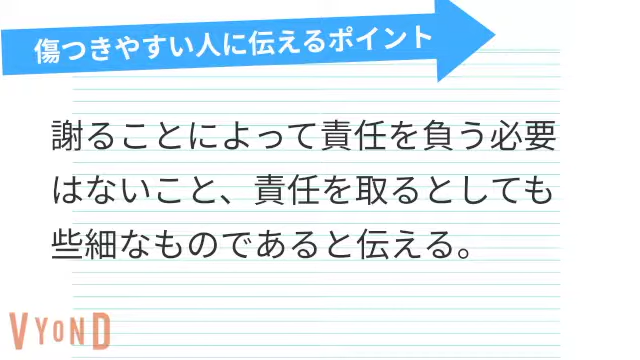 傷つきやすい人に伝えるポイント
謝ることによって責任を負う必要
はないこと、責任を取るとしても
些細なものであると伝える。
VYOND